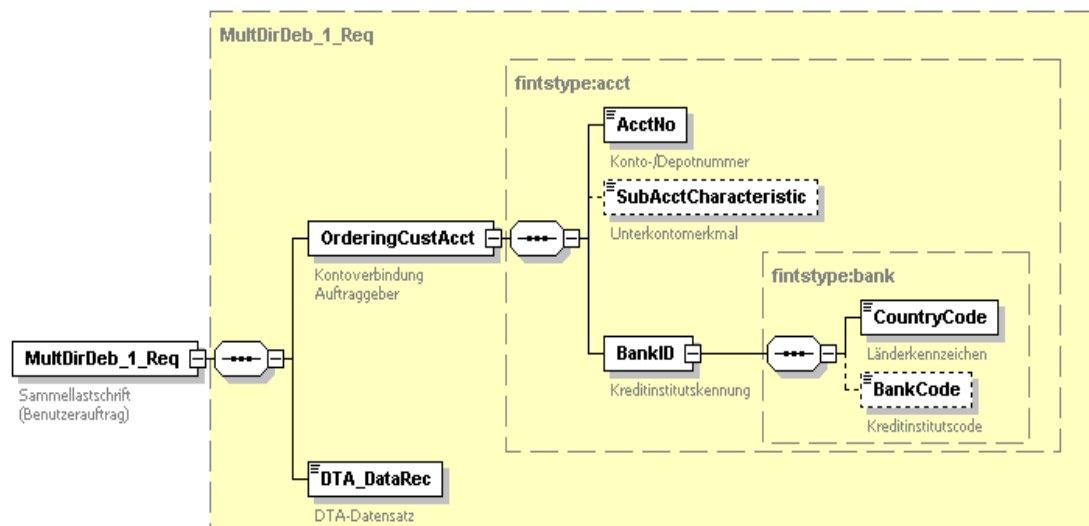 MultDirDeb_1_Req
fintstype:acct
AcctNo
Konto-/Depotnummer
SubAcctCharacteristic
Unterkontomerkmal
OrderingCustAcct
Kontoverbindung
Auftraggeber
fintstype:bank
CountryCode
Länderkennzeichen
BankID
Kreditinstitutskennung
BankCode
Kreditinstitutscode
MultDirDeb_1_Req
Sammellastschrift
(Benutzerauftrag)
DTA_DataRec
DTA-Datensatz